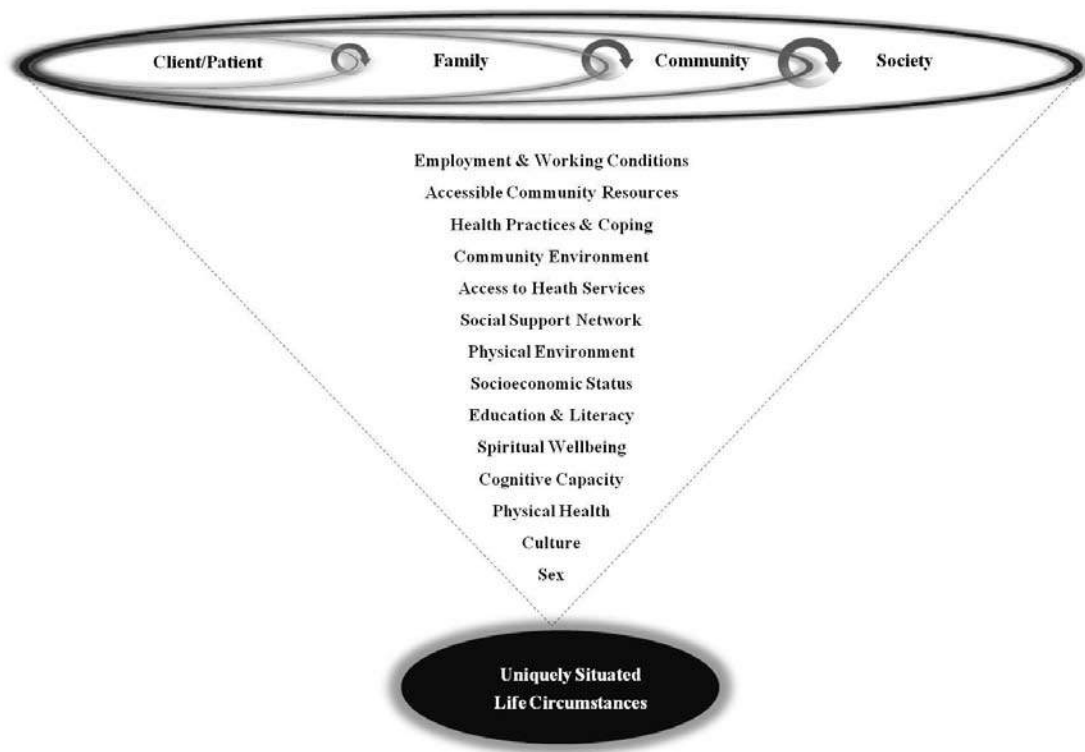 Client/Patient Family Community Society
Employment & Working Conditions
Accessible Community Resources
Health Practices & Coping
Community Environment
Access to Heath Services
Social Support Network
Physical Environment
Socioeconomic Status
Education & Literacy
Spiritual Wellbeing
Cognitive Capacity
Physical Health
Culture
Sex
Uniquely Situated
Life Circumstances